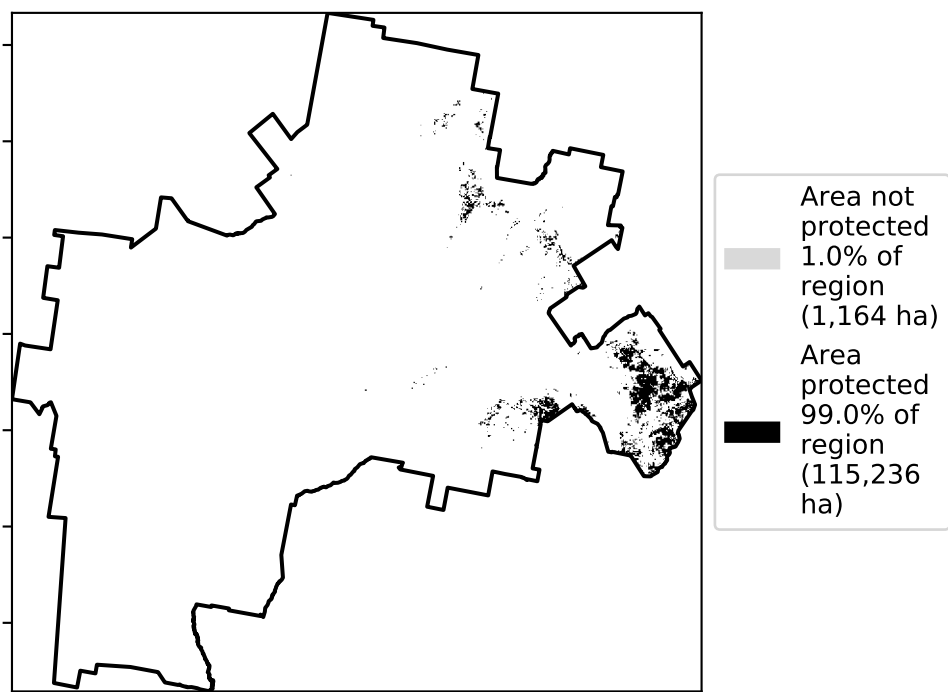 Area not
protected
1.0% of
region
(1,164 ha)
Area
protected
99.0% of
region
(115,236
ha)